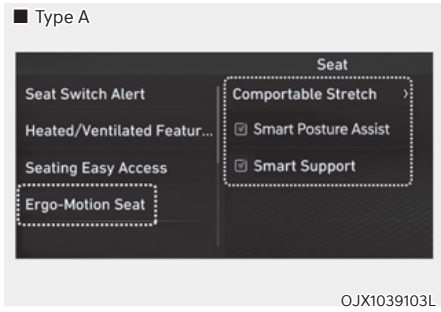 ■ Type A
Seat
Seat Switch Alert
Heated/Ventilated Featur...
Seating Easy Access
Ergo-Motion Seat
Comportable Stretch >
Smart Posture Assist
Smart Support
OJX1039103L